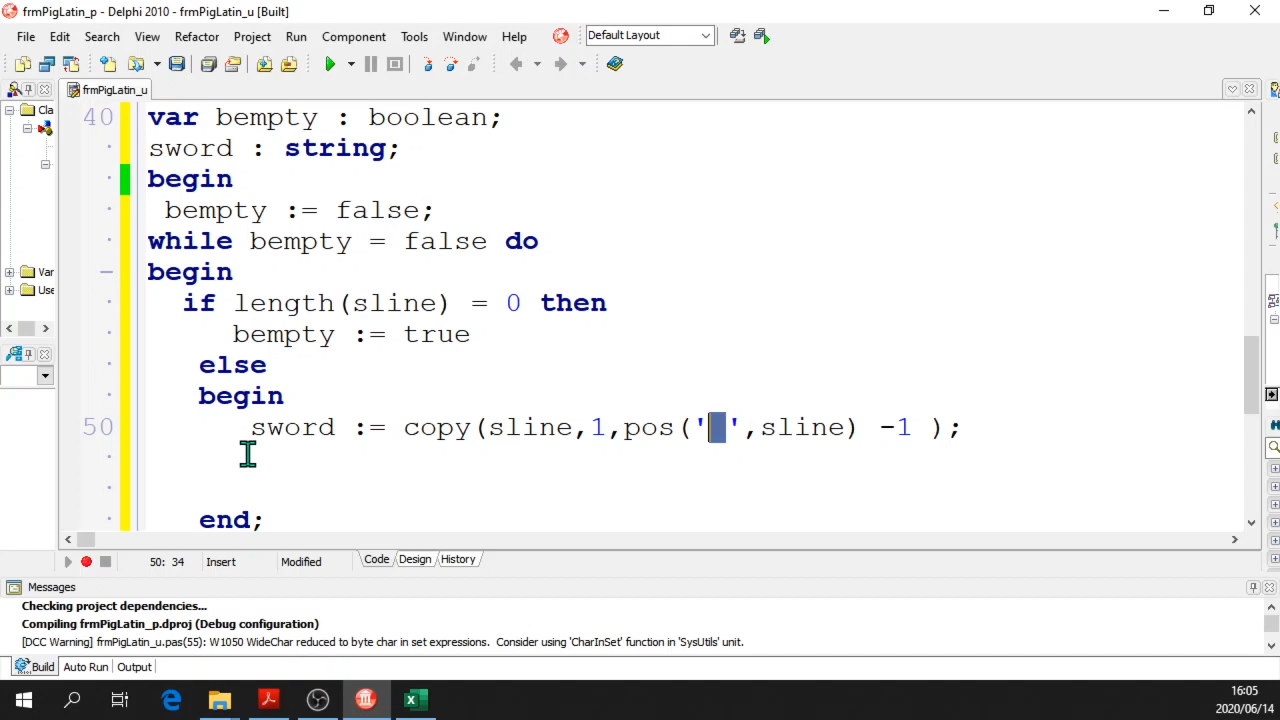 frmPigLatin_p - Delphi 2010 - frmPigLatin_u [Built]
File Edit Search View Refactor Project Run Component Tools Window Help Default Layout
frmPigLatin_u
Cla
Var
Use
40 var bempty : boolean;
sword : string;
begin
bempty := false;
while bempty = false do
begin
if length(sline) = 0 then
bempty := true
else
begin
50 sword := copy(sline,1,pos(' ',sline) -1 );
end;
50: 34 Insert Modified Code Design History
Messages
Checking project dependencies...
Compiling frmPigLatin_p.dproj (Debug configuration)
[DCC Warning] frmPigLatin_u.pas(55): W1050 WideChar reduced to byte char in set expressions. Consider using 'CharInSet' function in 'SysUtils' unit.
Build Auto Run Output
16:05
2020/06/14